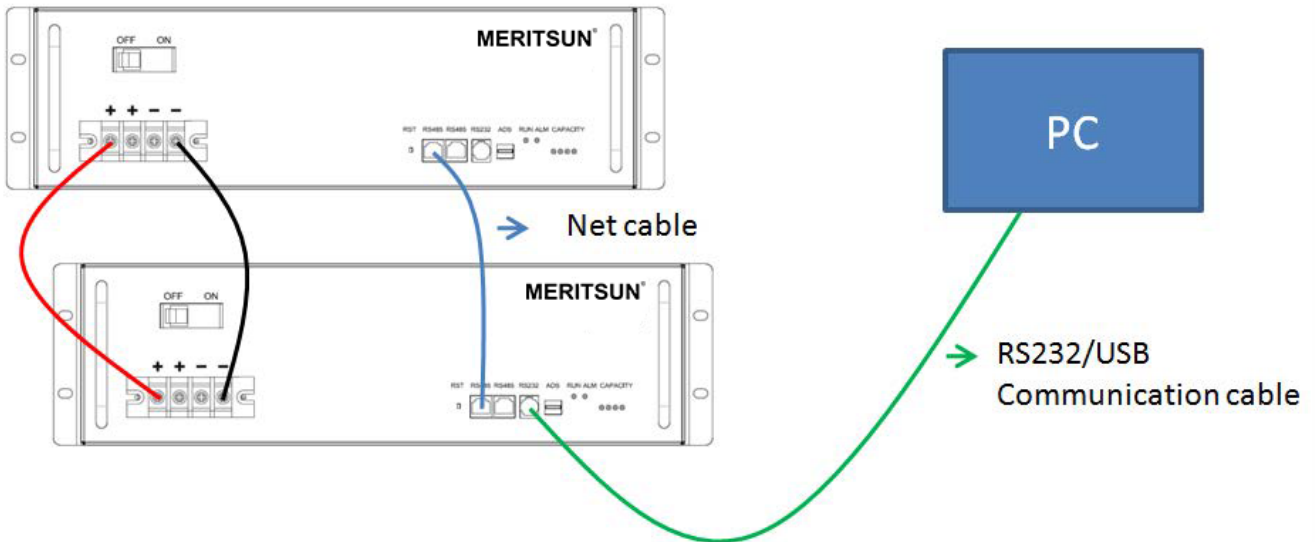 MERITSUN®
OFF ON
+ + − −
RST RS485 RS485 RS232 ADS RUN ALM CAPACITY
PC
Net cable
MERITSUN®
OFF ON
+ + − −
RST RS485 RS485 RS232 ADS RUN ALM CAPACITY
RS232/USB
Communication cable